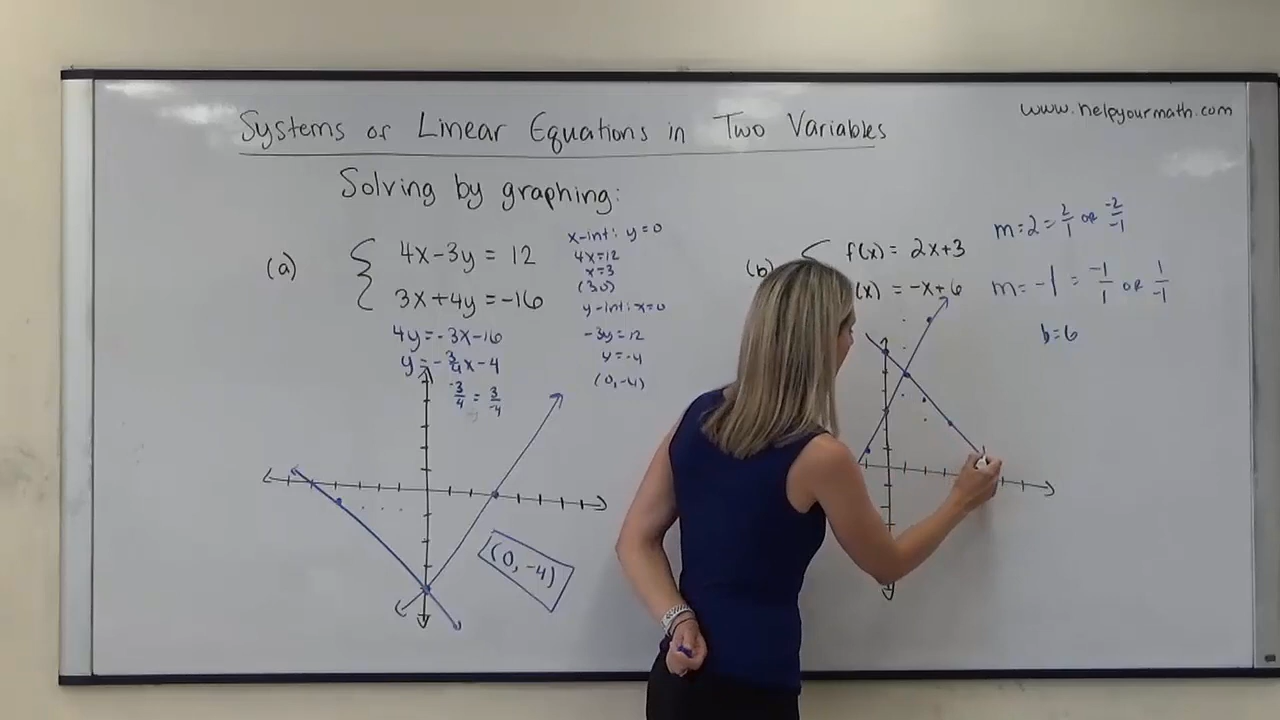 www.helpyourmath.com
Systems of Linear Equations in Two Variables
Solving by graphing:
(a)
4x-3y = 12
3x+4y = -16
4y = -3x-16
y = -3/4x-4
-3/4 = 3/-4
x-int: y=0
4x=12
x=3
(3,0)
y-int: x=0
-3y=12
y=-4
(0,-4)
(0, -4)
(b)
f(x) = 2x+3
(x) = -x+6
m=2 = 2/1 or -2/-1
m=-1 = -1/1 or 1/-1
b=6